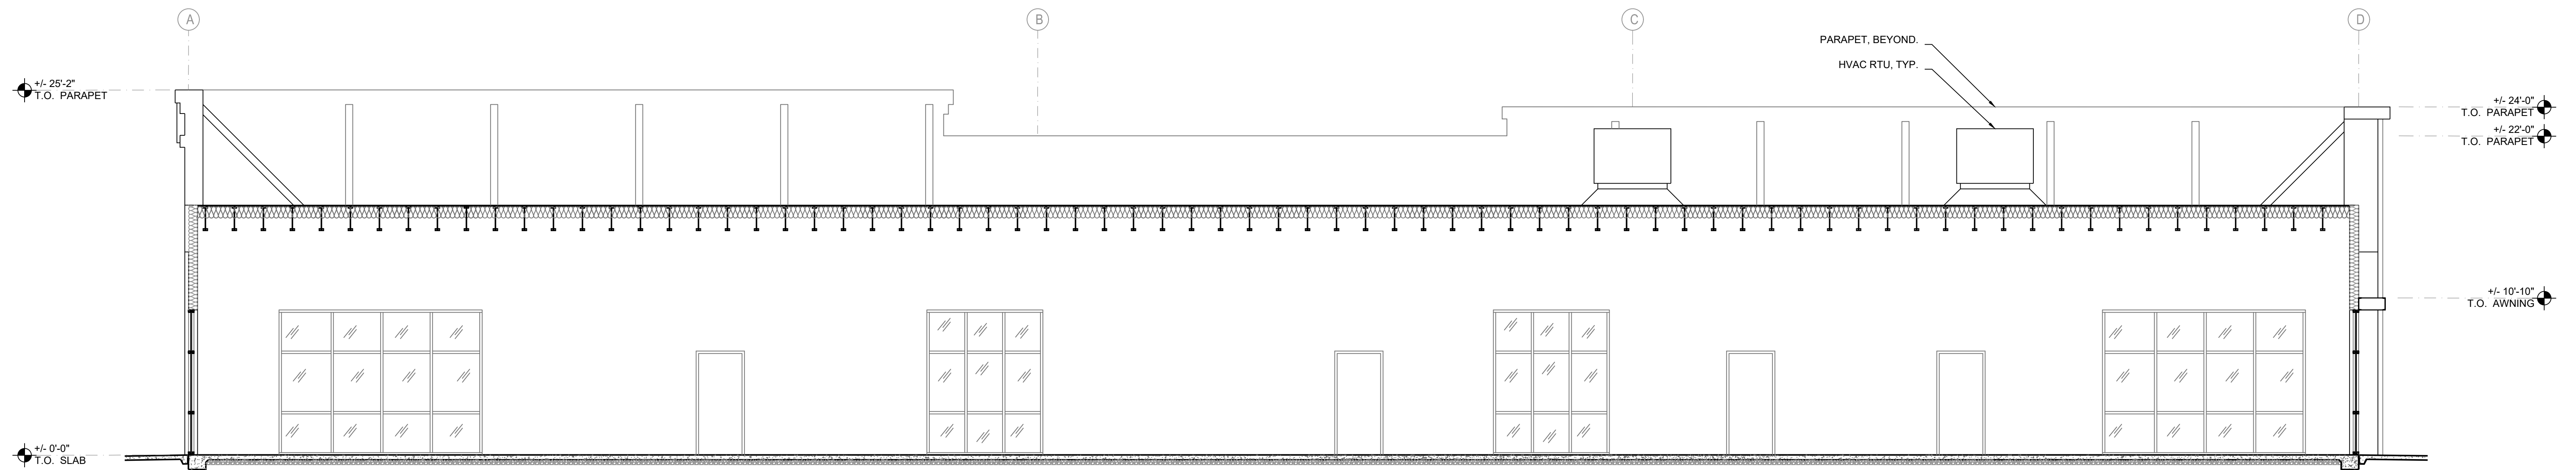 A
B
C
D
PARAPET, BEYOND.
HVAC RTU, TYP.
+/- 25'-2"
T.O. PARAPET
+/- 24'-0"
T.O. PARAPET
+/- 22'-0"
T.O. PARAPET
+/- 10'-10"
T.O. AWNING
+/- 0'-0"
T.O. SLAB